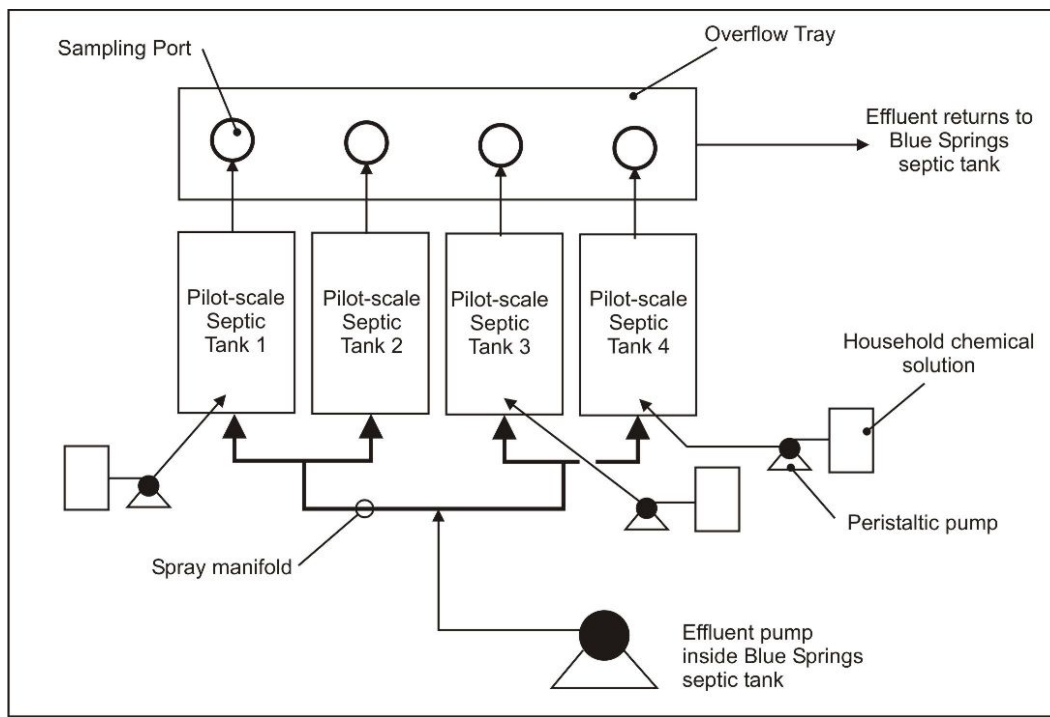 Sampling Port
Overflow Tray
Effluent returns to
Blue Springs
septic tank
Pilot-scale
Septic
Tank 1
Pilot-scale
Septic
Tank 2
Pilot-scale
Septic
Tank 3
Pilot-scale
Septic
Tank 4
Household chemical
solution
Peristaltic pump
Spray manifold
Effluent pump
inside Blue Springs
septic tank